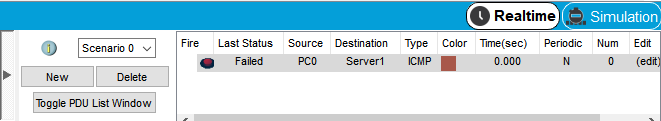 Realtime Simulation
Scenario 0
New Delete
Toggle PDU List Window
Fire Last Status Source Destination Type Color Time(sec) Periodic Num Edit
Failed PC0 Server1 ICMP 0.000 N 0 (edit)